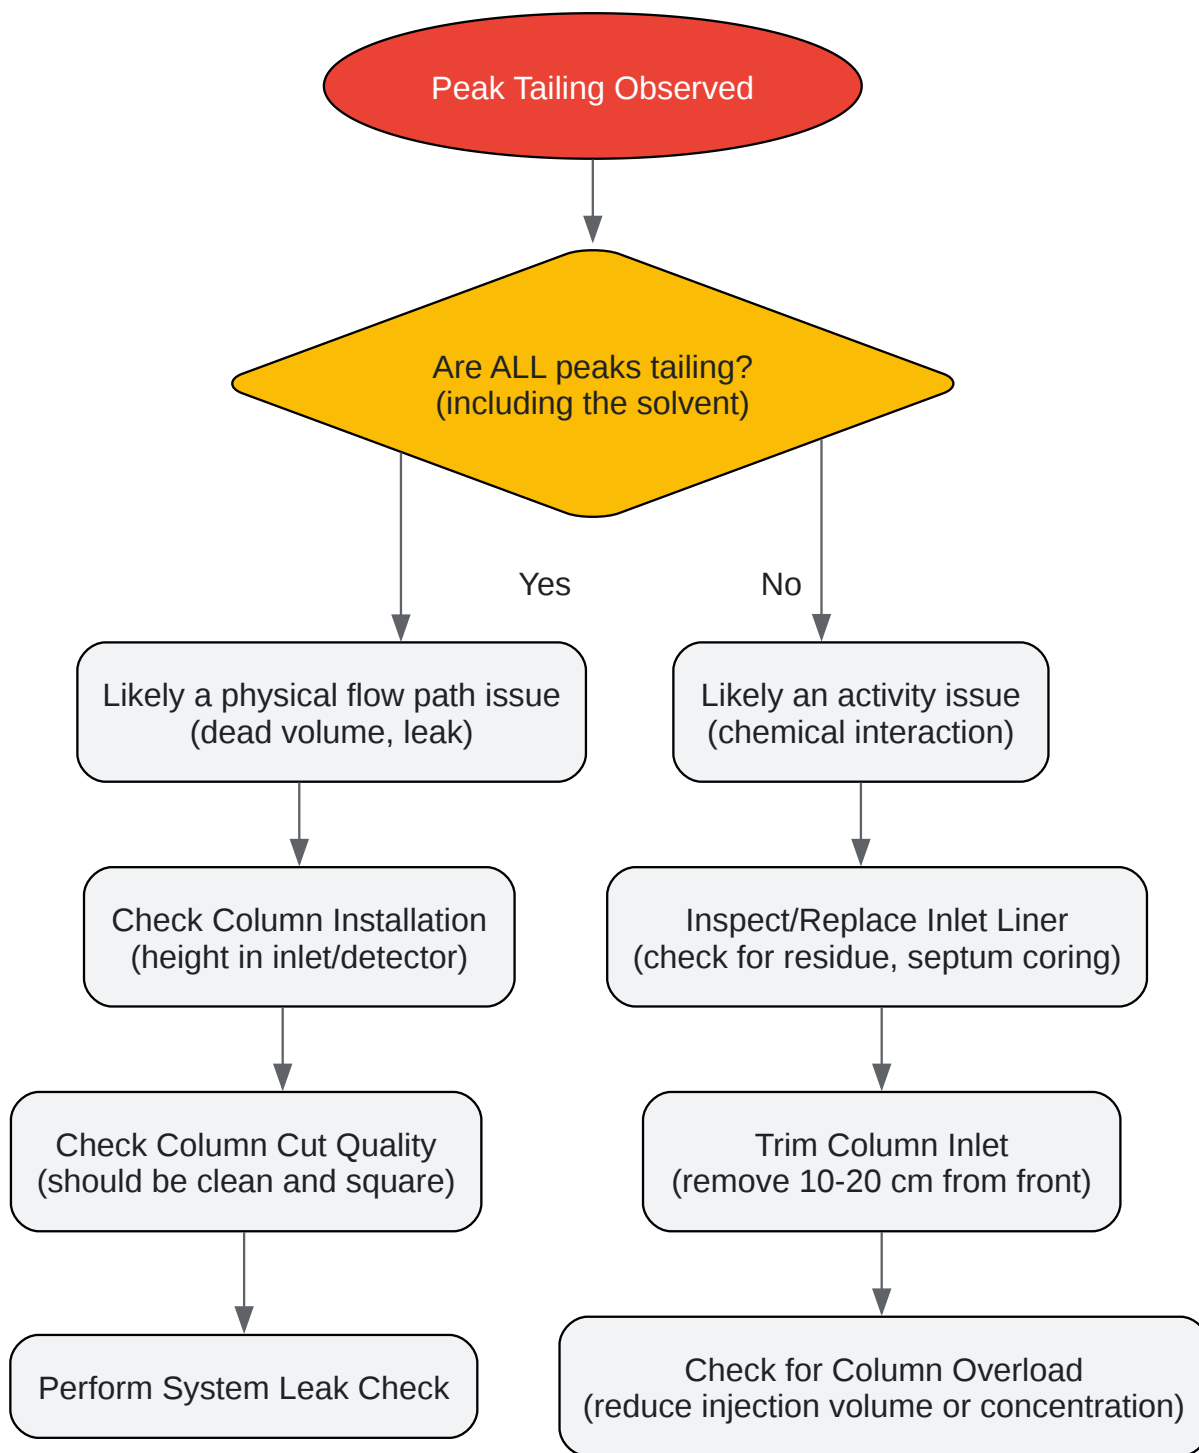 Peak Tailing Observed
Are ALL peaks tailing?
(including the solvent)
Yes
No
Likely a physical flow path issue
(dead volume, leak)
Likely an activity issue
(chemical interaction)
Check Column Installation
(height in inlet/detector)
Inspect/Replace Inlet Liner
(check for residue, septum coring)
Check Column Cut Quality
(should be clean and square)
Trim Column Inlet
(remove 10-20 cm from front)
Perform System Leak Check
Check for Column Overload
(reduce injection volume or concentration)